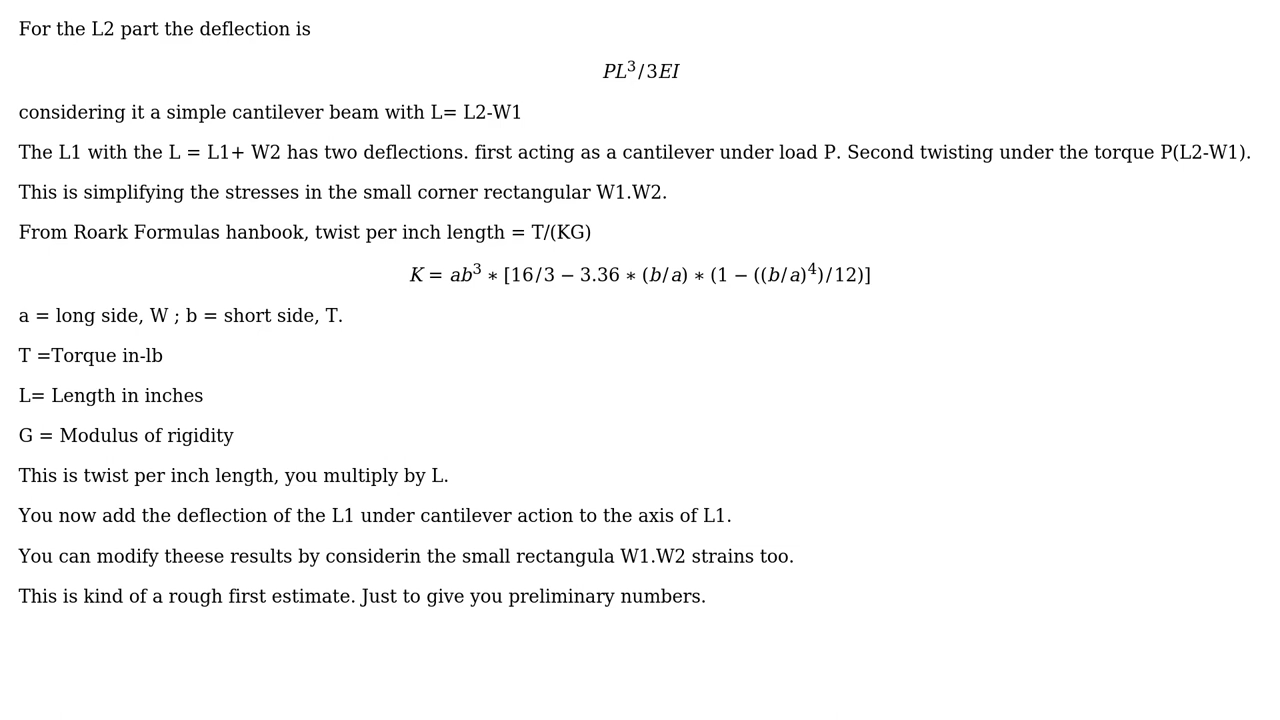 For the L2 part the deflection is
PL³/3EI
considering it a simple cantilever beam with L= L2-W1
The L1 with the L = L1+ W2 has two deflections. first acting as a cantilever under load P. Second twisting under the torque P(L2-W1).
This is simplifying the stresses in the small corner rectangular W1.W2.
From Roark Formulas hanbook, twist per inch length = T/(KG)
K = ab³ ∗ [16/3 − 3.36 ∗ (b/a) ∗ (1 − ((b/a)⁴)/12)]
a = long side, W ; b = short side, T.
T =Torque in-lb
L= Length in inches
G = Modulus of rigidity
This is twist per inch length, you multiply by L.
You now add the deflection of the L1 under cantilever action to the axis of L1.
You can modify theese results by considerin the small rectangula W1.W2 strains too.
This is kind of a rough first estimate. Just to give you preliminary numbers.